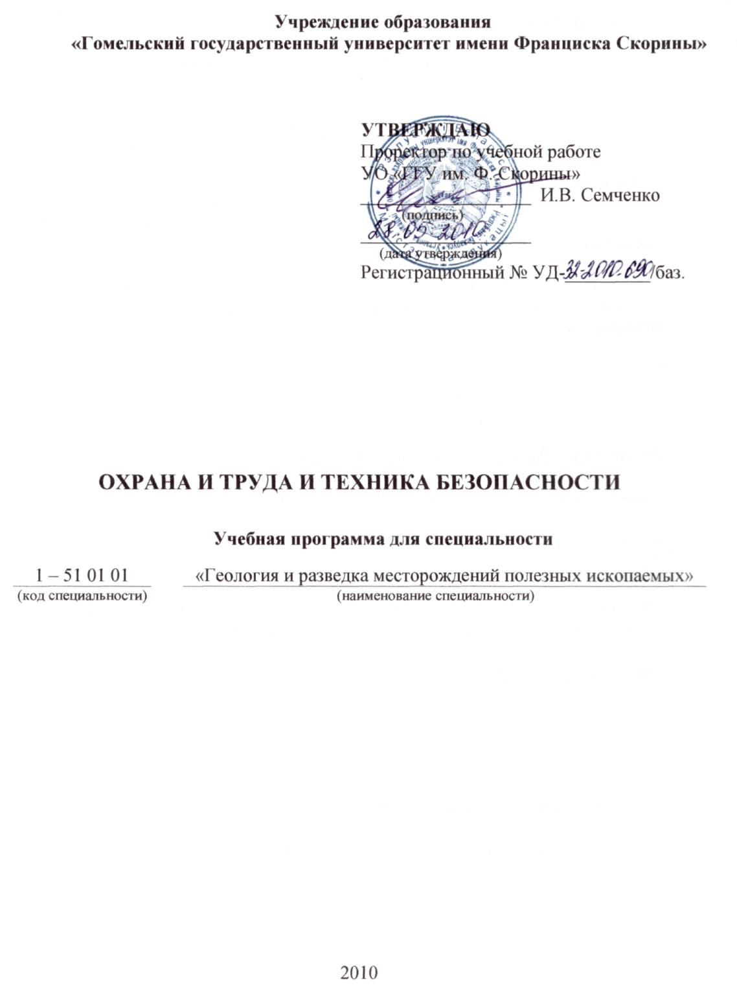 Учреждение образования
«Гомельский государственный университет имени Франциска Скорины»
УТВЕРЖДАЮ
Проректор по учебной работе
УО «ГГУ им. Ф. Скорины»
И.В. Семченко
(подпись)
28 05 2010
(дата утверждения)
Регистрационный № УД-32-2010-690/баз.
ОХРАНА И ТРУДА И ТЕХНИКА БЕЗОПАСНОСТИ
Учебная программа для специальности
1 – 51 01 01 «Геология и разведка месторождений полезных ископаемых»
(код специальности) (наименование специальности)
2010